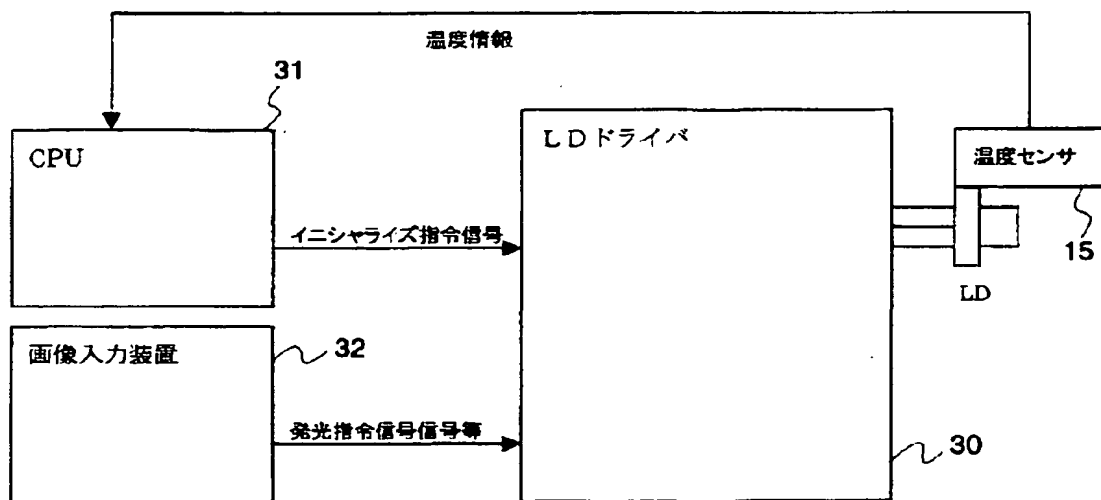 温度情報
31
CPU
LDドライバ
温度センサ
15
LD
イニシャライズ指令信号
画像入力装置
32
発光指令信号信号等
30